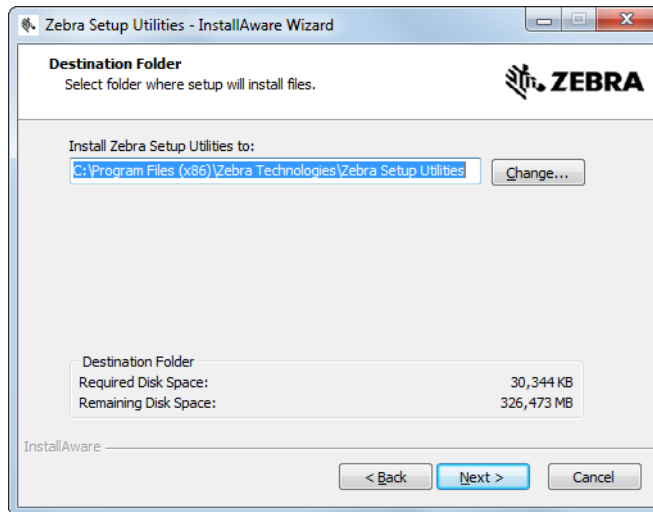 Zebra Setup Utilities - InstallAware Wizard
Destination Folder
Select folder where setup will install files.
ZEBRA
Install Zebra Setup Utilities to:
C:\Program Files (x86)\Zebra Technologies\Zebra Setup Utilities
Change...
Destination Folder
Required Disk Space: 30,344 KB
Remaining Disk Space: 326,473 MB
InstallAware
< Back Next > Cancel